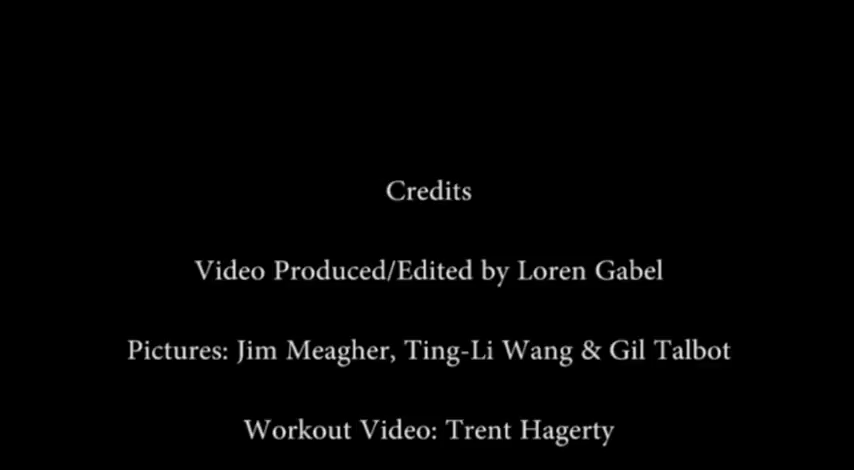 Credits
Video Produced/Edited by Loren Gabel
Pictures: Jim Meagher, Ting-Li Wang & Gil Talbot
Workout Video: Trent Hagerty